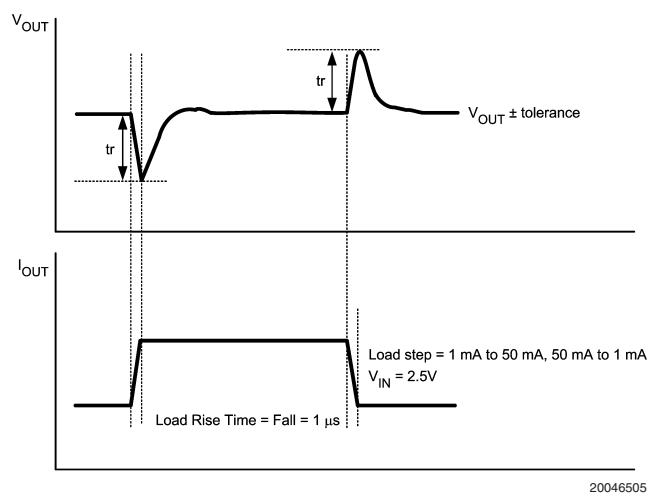 VOUT
tr
tr
VOUT ± tolerance
IOUT
Load step = 1 mA to 50 mA, 50 mA to 1 mA
VIN = 2.5V
Load Rise Time = Fall = 1 μs
20046505